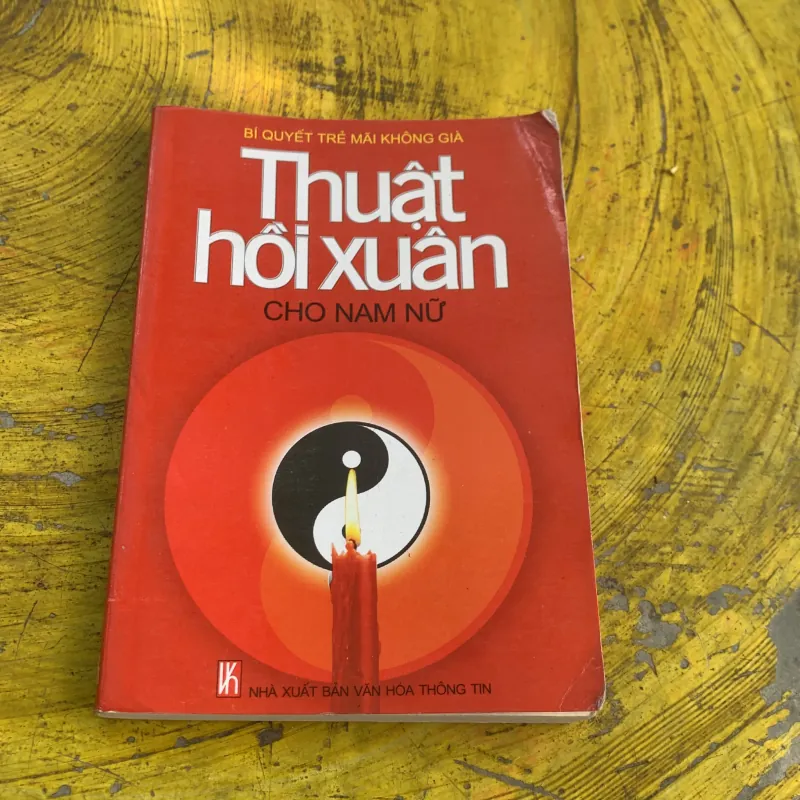 BÍ QUYẾT TRẺ MÃI KHÔNG GIÀ
Thuật
hồi xuân
CHO NAM NỮ
NHÀ XUẤT BẢN VĂN HÓA THÔNG TIN